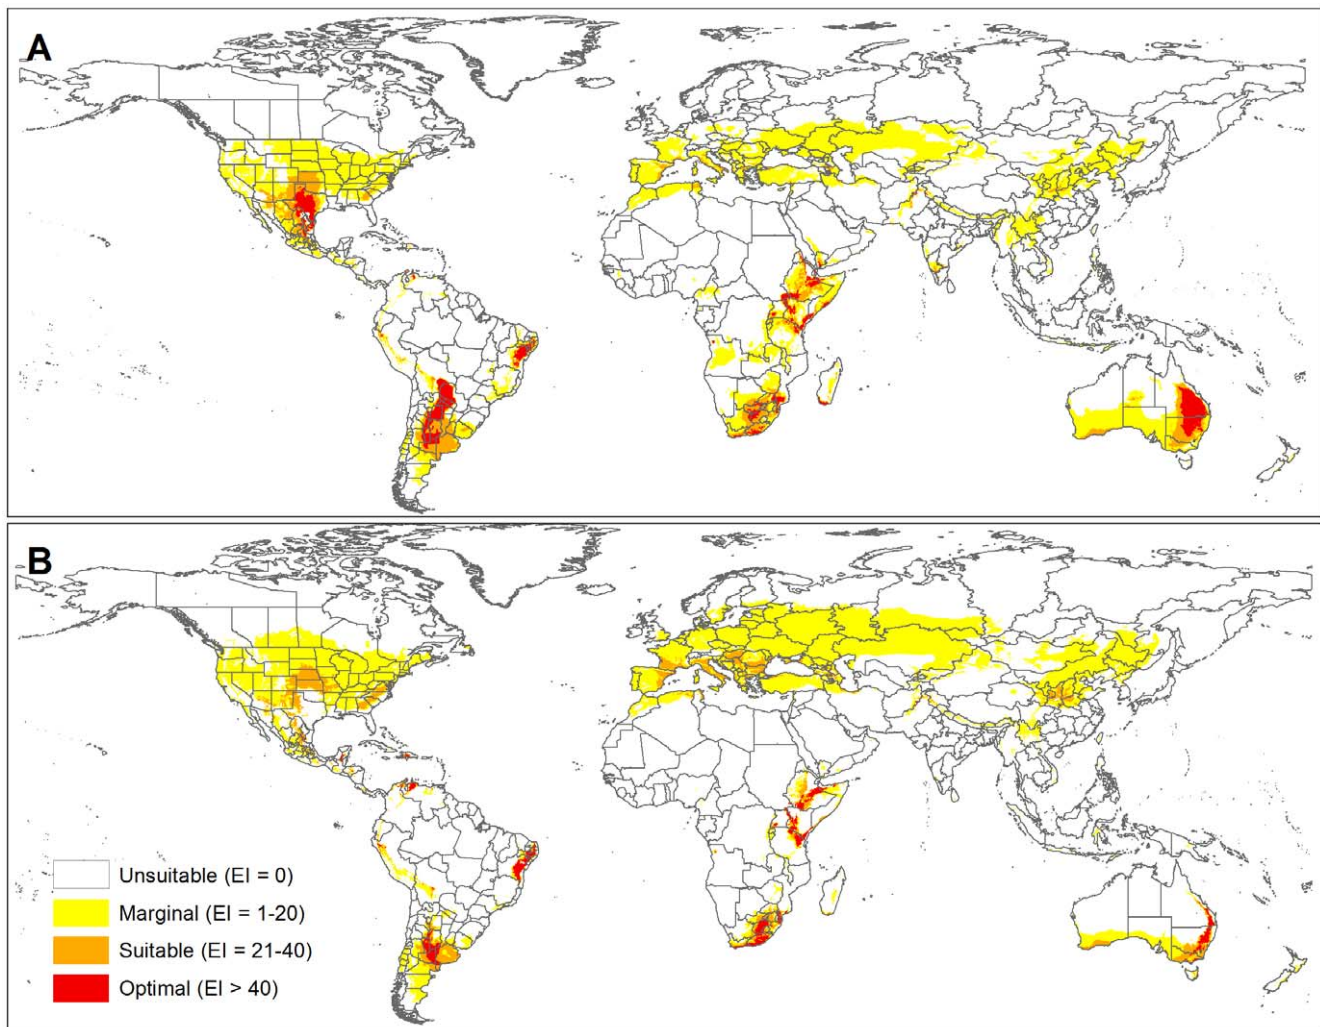 A
B
Unsuitable (EI = 0)
Marginal (EI = 1-20)
Suitable (EI = 21-40)
Optimal (EI > 40)